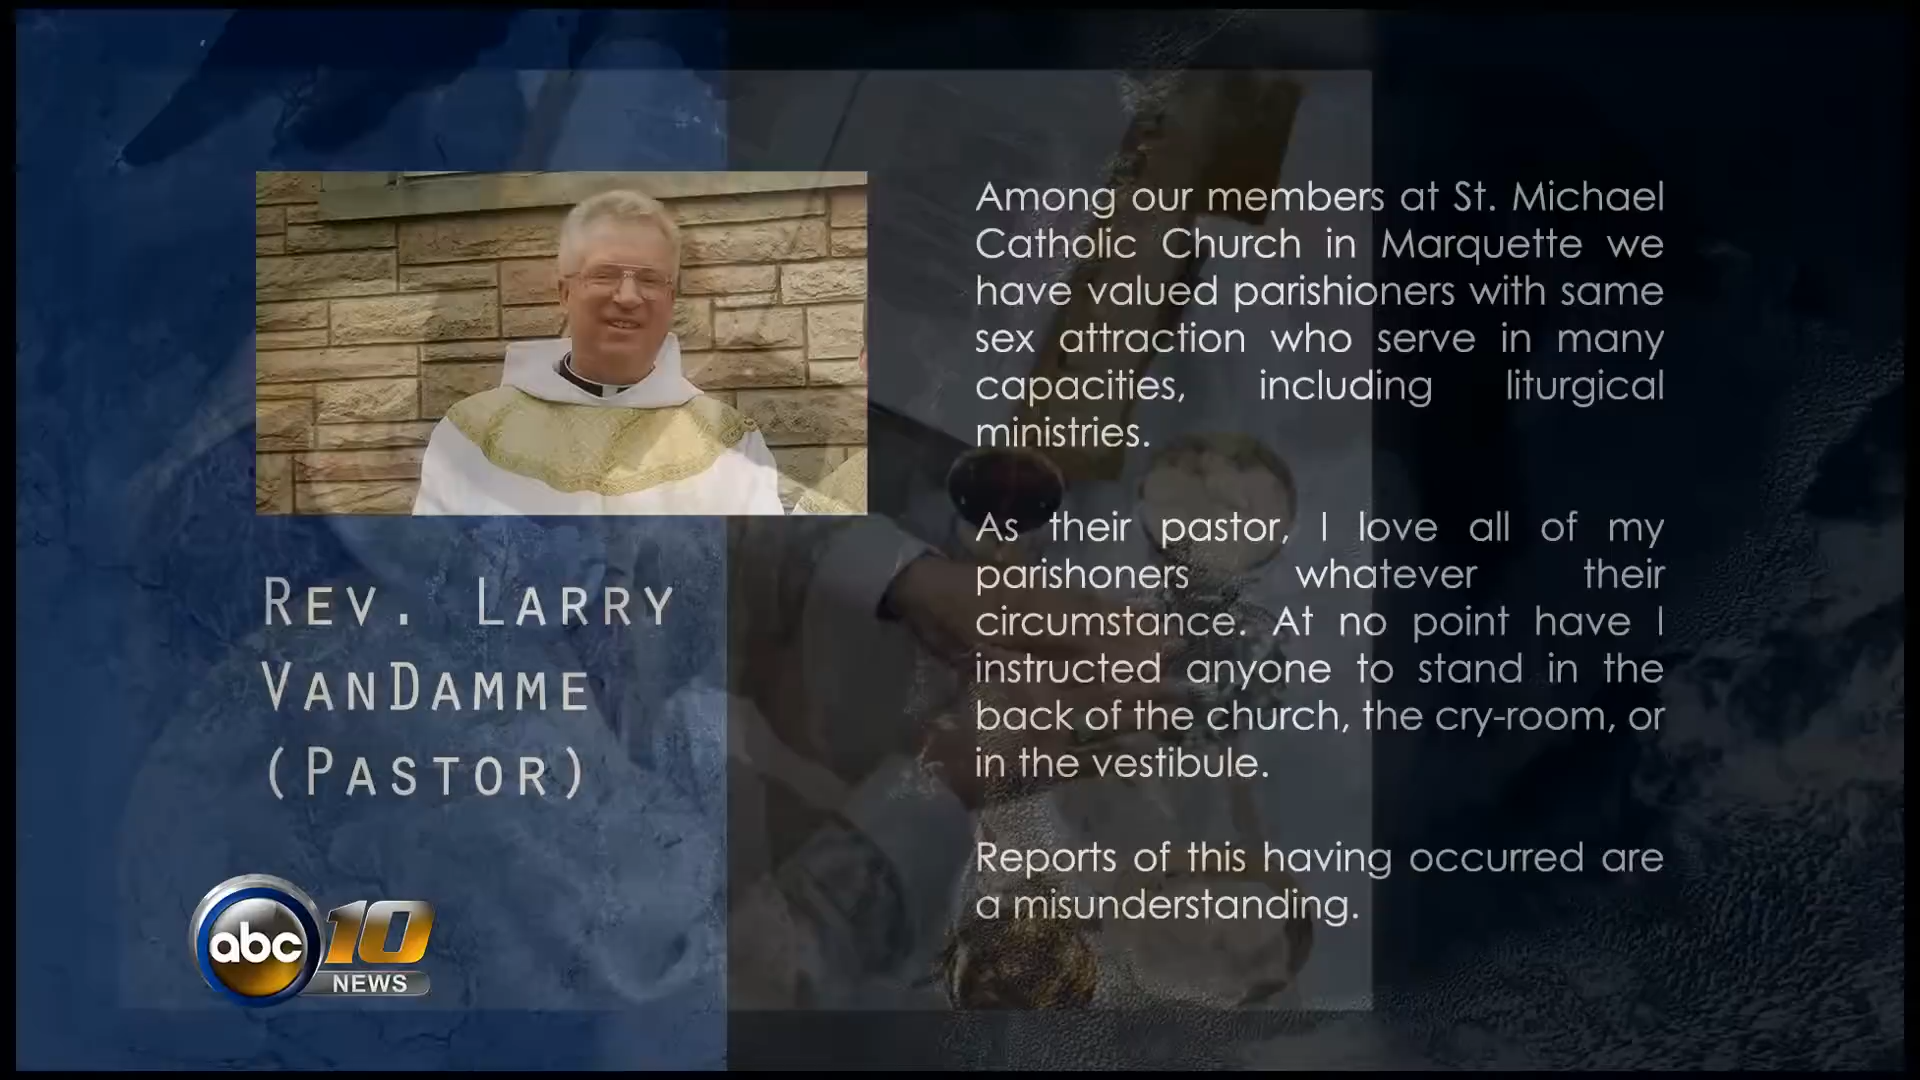 Among our members at St. Michael
Catholic Church in Marquette we
have valued parishioners with same
sex attraction who serve in many
capacities, including liturgical
ministries.
As their pastor, I love all of my
parishoners whatever their
circumstance. At no point have I
instructed anyone to stand in the
back of the church, the cry-room, or
in the vestibule.
Reports of this having occurred are
a misunderstanding.
Rev. Larry
VanDamme
(Pastor)
abc 10
NEWS